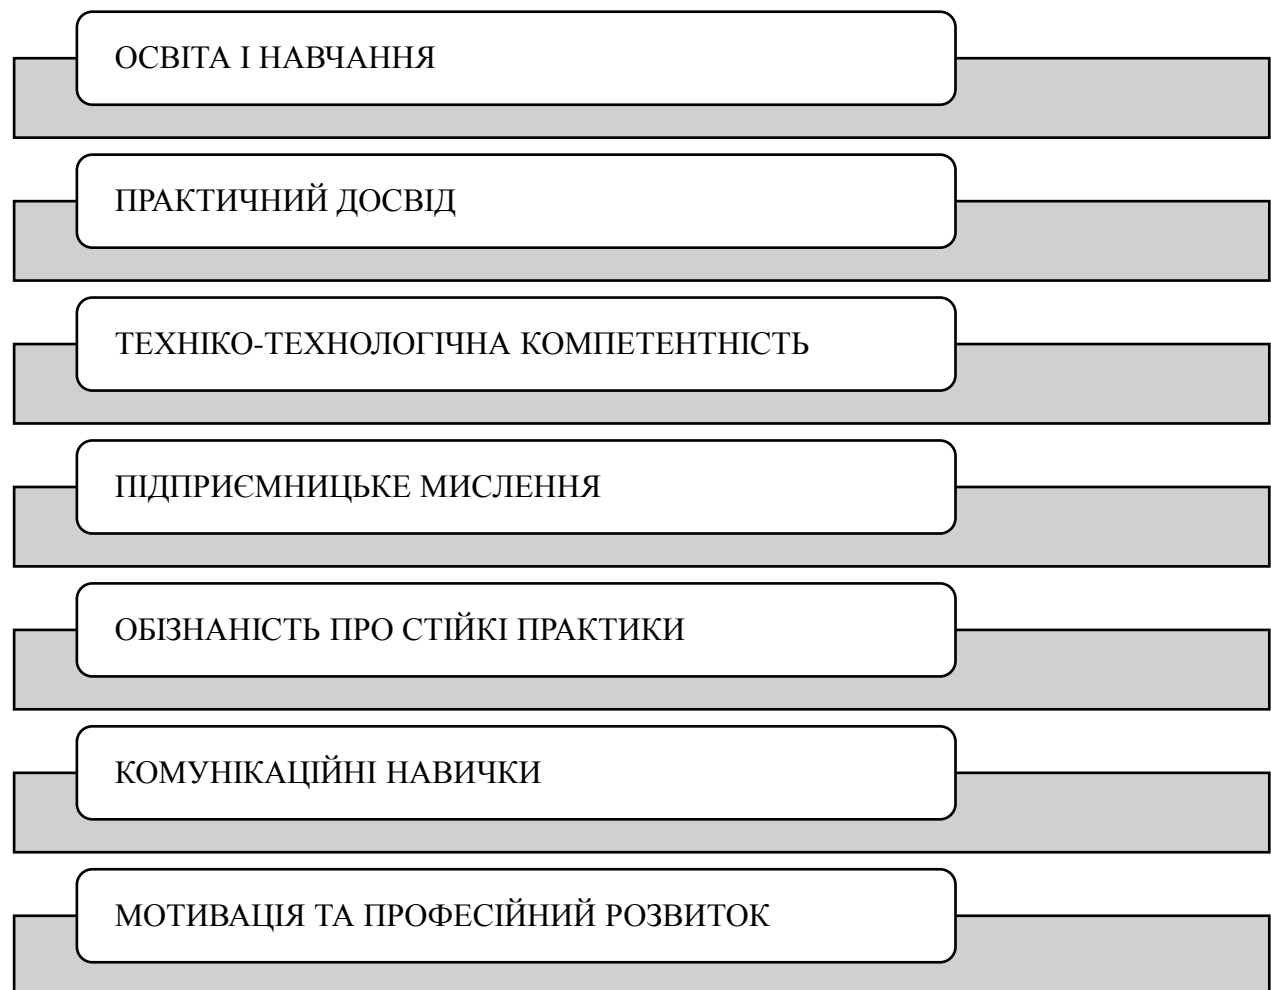 ОСВІТА І НАВЧАННЯ
ПРАКТИЧНИЙ ДОСВІД
ТЕХНІКО-ТЕХНОЛОГІЧНА КОМПЕТЕНТНІСТЬ
ПІДПРИЄМНИЦЬКЕ МИСЛЕННЯ
ОБІЗНАНІСТЬ ПРО СТІЙКІ ПРАКТИКИ
КОМУНІКАЦІЙНІ НАВИЧКИ
МОТИВАЦІЯ ТА ПРОФЕСІЙНИЙ РОЗВИТОК